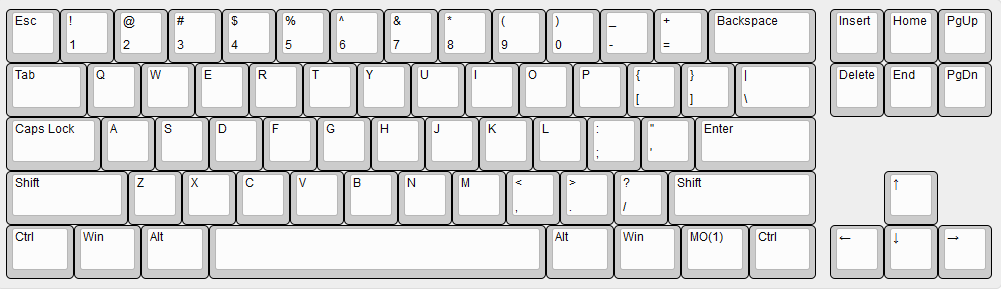 Esc ! @ # $ % ^ & * ( ) _ + Backspace Insert Home PgUp
1 2 3 4 5 6 7 8 9 0 - =
Tab Q W E R T Y U I O P { } | Delete End PgDn
[ ] \
Caps Lock A S D F G H J K L : " Enter
; '
Shift Z X C V B N M < > ? Shift ↑
, . /
Ctrl Win Alt Alt Win MO(1) Ctrl ← ↓ →